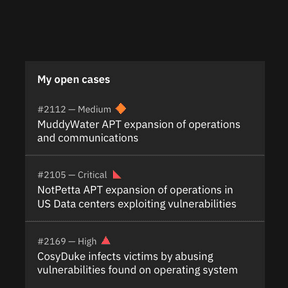 My open cases
#2112 — Medium
MuddyWater APT expansion of operations
and communications
#2105 — Critical
NotPetta APT expansion of operations in
US Data centers exploiting vulnerabilities
#2169 — High
CosyDuke infects victims by abusing
vulnerabilities found on operating system